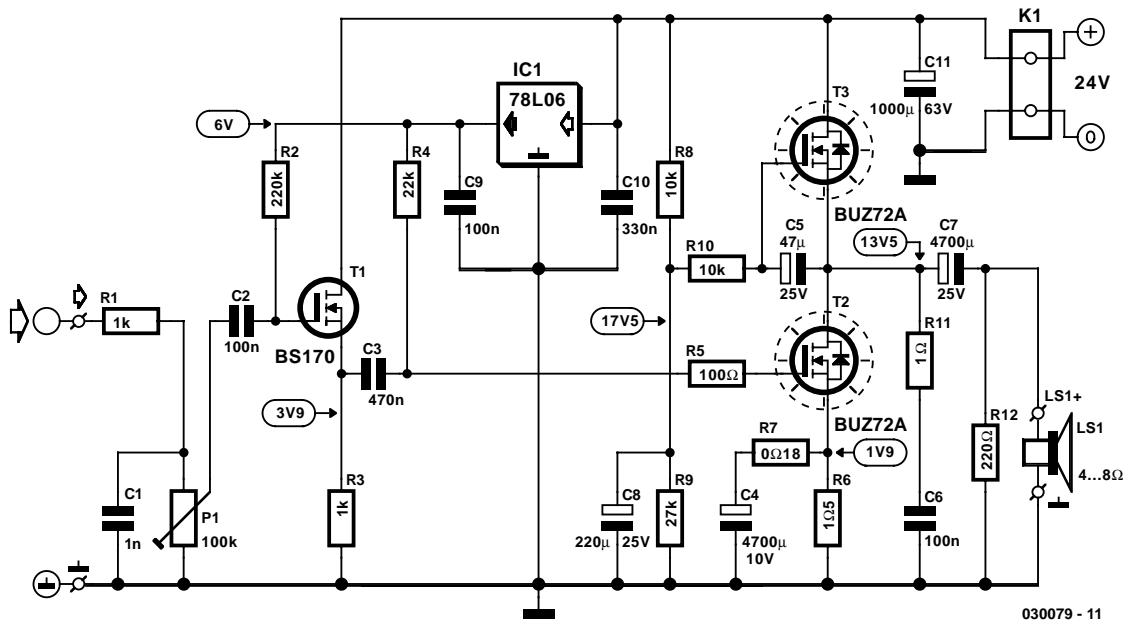 K1
+
24V
0
C11
1000µ
63V
IC1
78L06
T3
6V
R2
220k
R4
22k
C9
100n
C10
330n
R8
10k
BUZ72A
R10
10k
C5
47µ
25V
13V5
C7
4700µ
25V
T1
R1
1k
C2
100n
BS170
C3
470n
17V5
T2
R5
100Ω
R11
1Ω
3V9
BUZ72A
R7
0Ω18
1V9
R12
220Ω
LS1+
LS1
4...8Ω
C1
1n
P1
100k
R3
1k
C8
220µ
25V
R9
27k
C4
4700µ
10V
R6
1Ω5
C6
100n
030079 - 11